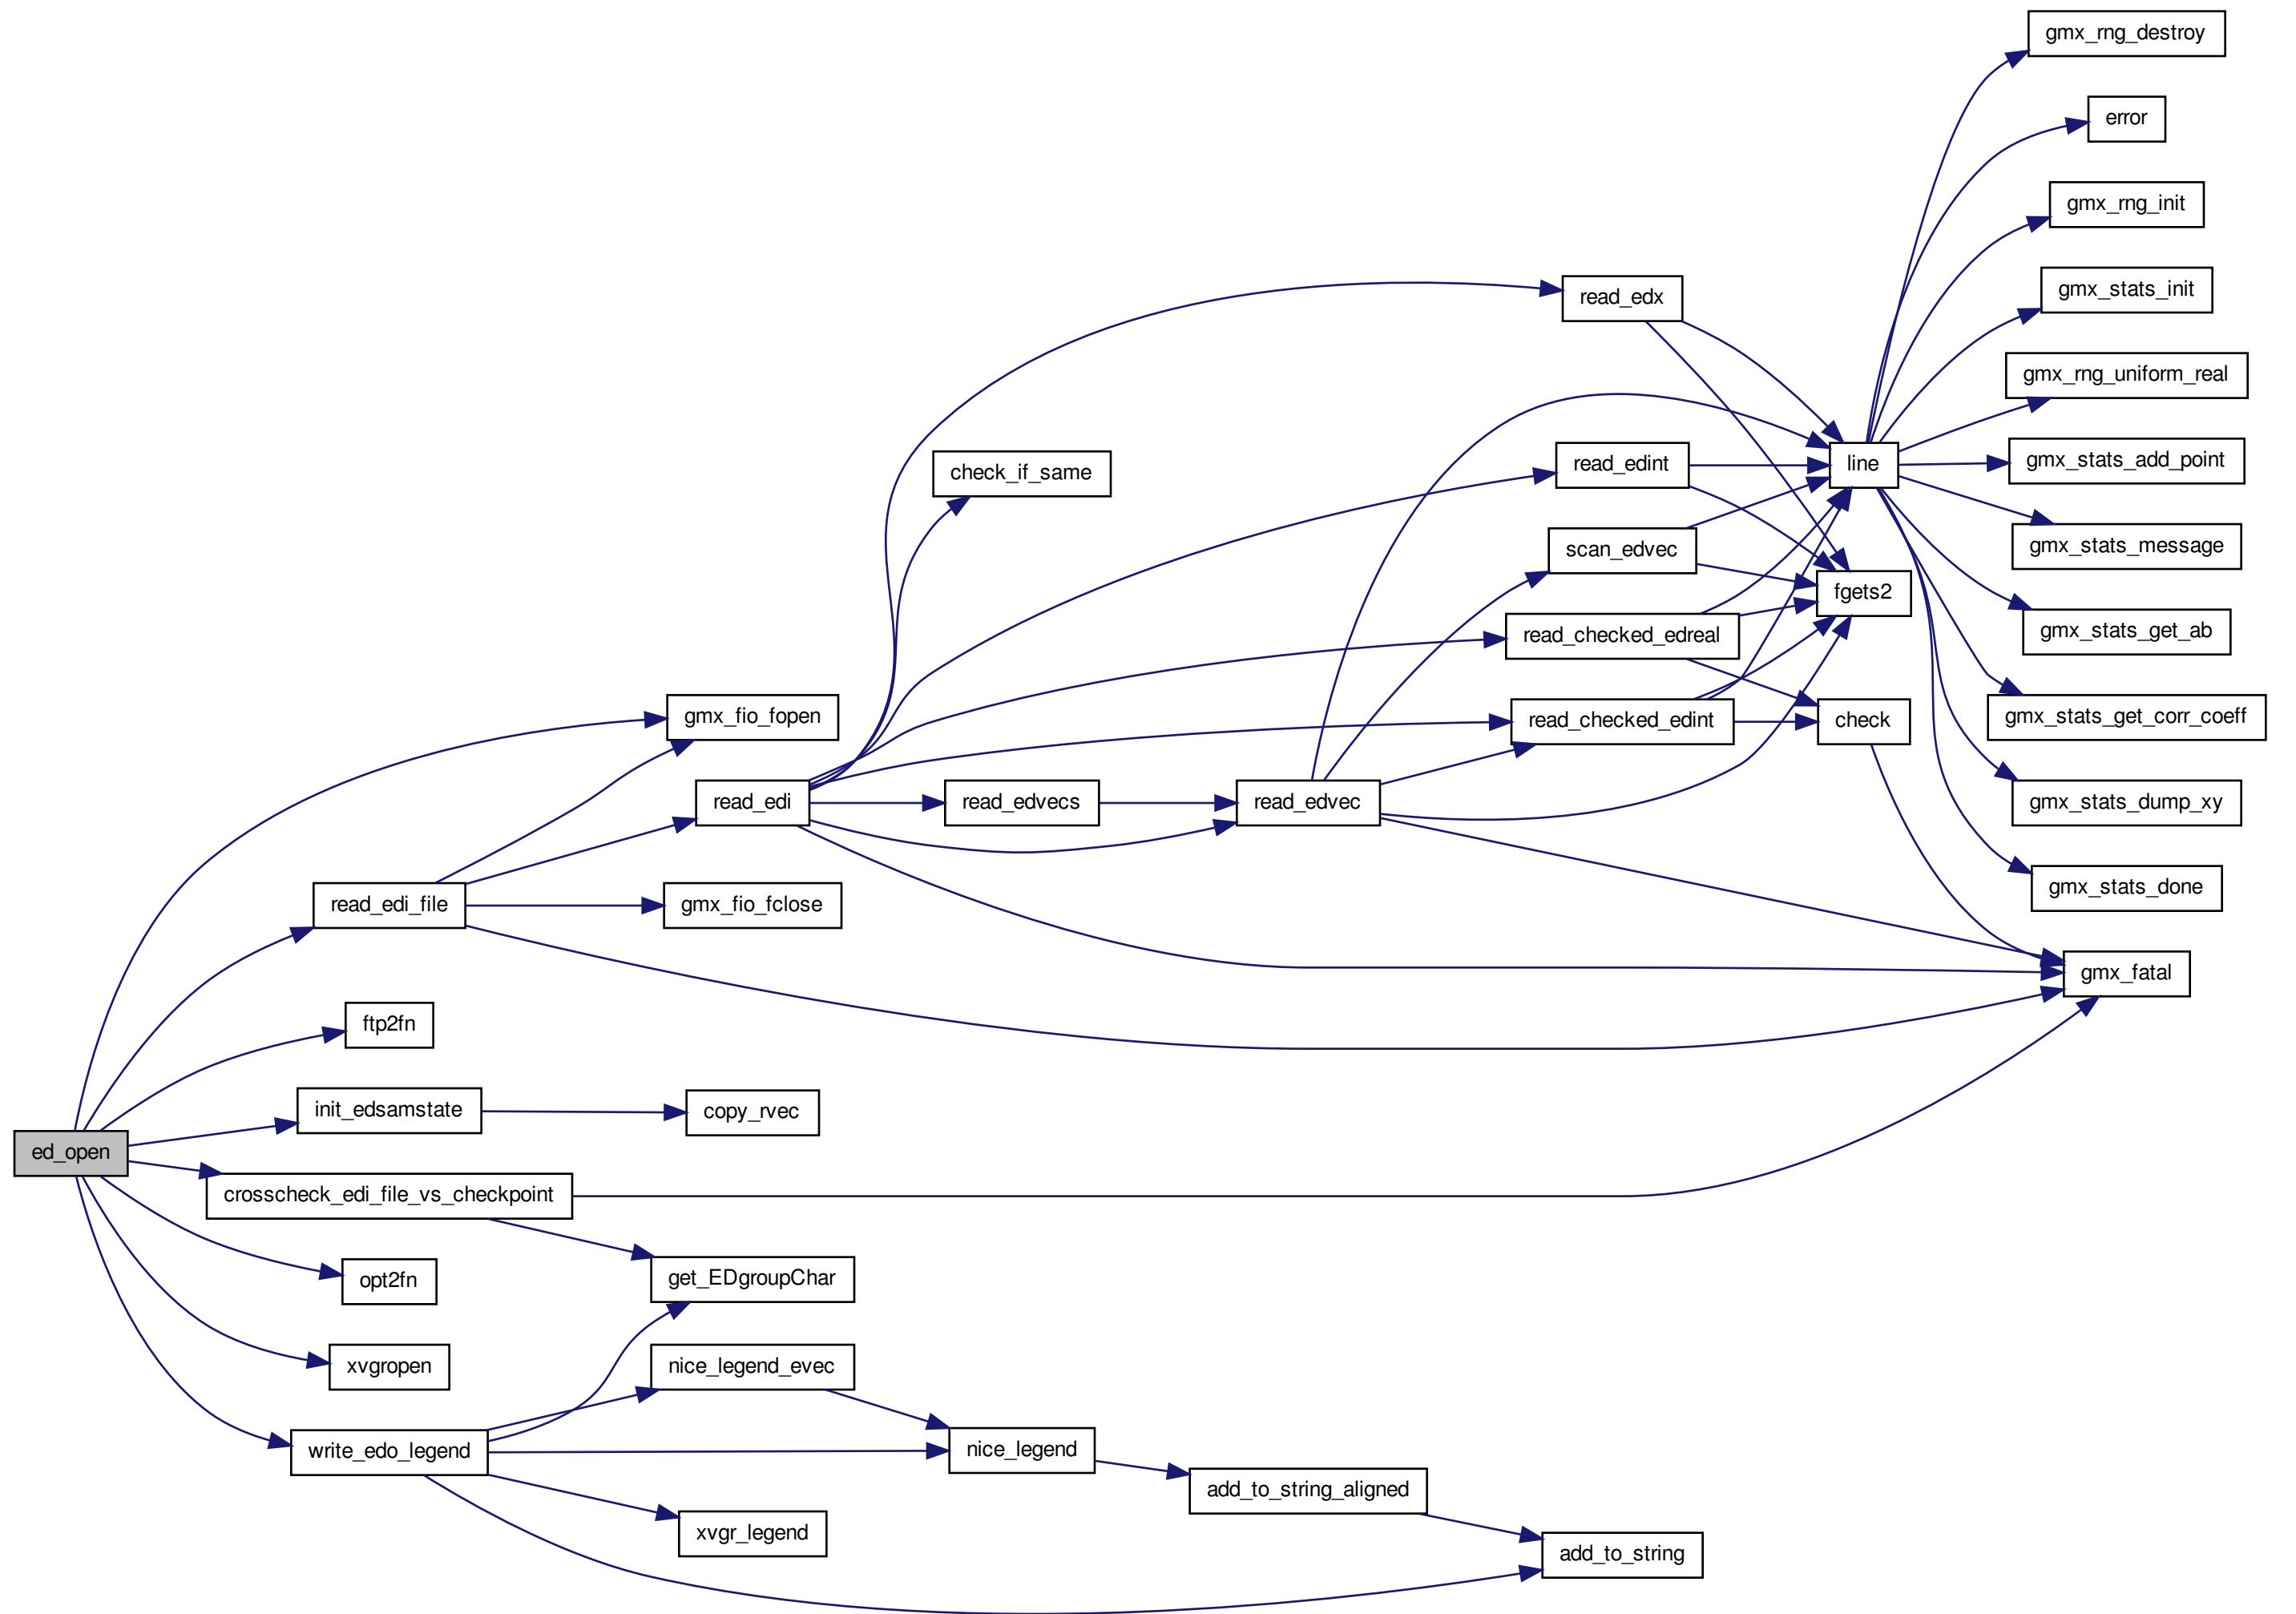 gmx_rng_destroy
error
gmx_rng_init
gmx_stats_init
read_edx
gmx_rng_uniform_real
check_if_same
read_edint
line
gmx_stats_add_point
scan_edvec
gmx_stats_message
fgets2
read_checked_edreal
gmx_stats_get_ab
gmx_fio_fopen
read_checked_edint
check
gmx_stats_get_corr_coeff
read_edi
read_edvecs
read_edvec
gmx_stats_dump_xy
read_edi_file
gmx_fio_fclose
gmx_stats_done
gmx_fatal
ftp2fn
init_edsamstate
copy_rvec
ed_open
crosscheck_edi_file_vs_checkpoint
opt2fn
get_EDgroupChar
xvgropen
nice_legend_evec
write_edo_legend
nice_legend
add_to_string_aligned
xvgr_legend
add_to_string